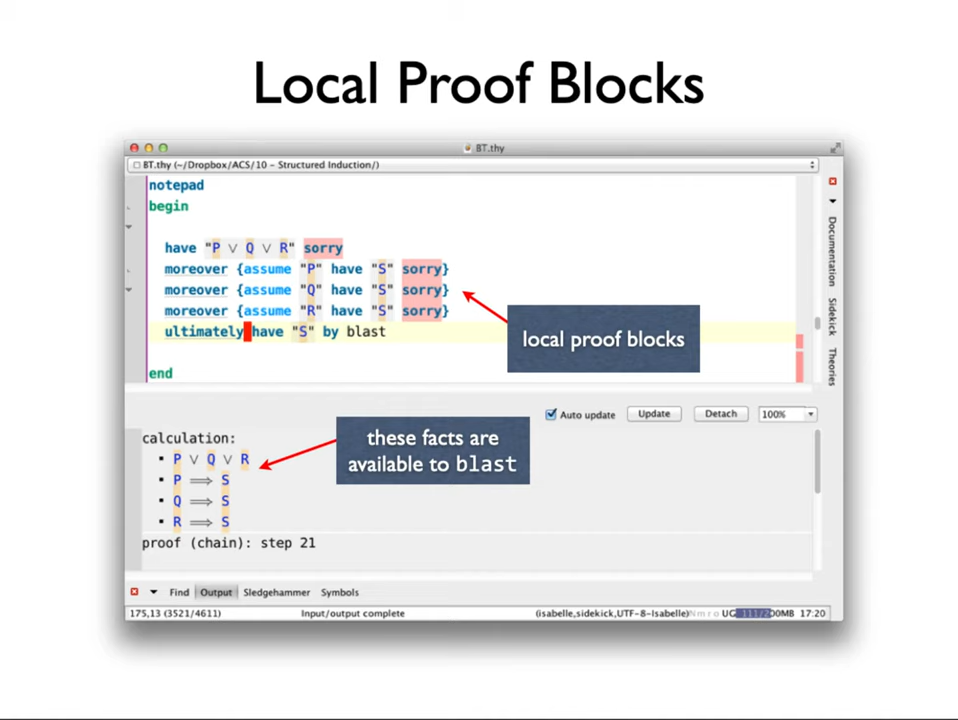 Local Proof Blocks
BT.thy
BT.thy (~/Dropbox/ACS/10 - Structured Induction/)
notepad
begin
have "P ∨ Q ∨ R" sorry
moreover {assume "P" have "S" sorry}
moreover {assume "Q" have "S" sorry}
moreover {assume "R" have "S" sorry}
ultimately have "S" by blast
end
local proof blocks
Documentation
Sidekick
Theories
Auto update
Update
Detach
100%
these facts are
available to blast
calculation:
▪ P ∨ Q ∨ R
▪ P ⟹ S
▪ Q ⟹ S
▪ R ⟹ S
proof (chain): step 21
Find
Output
Sledgehammer
Symbols
175,13 (3521/4611)
Input/output complete
(isabelle,sidekick,UTF-8-Isabelle)
17:20